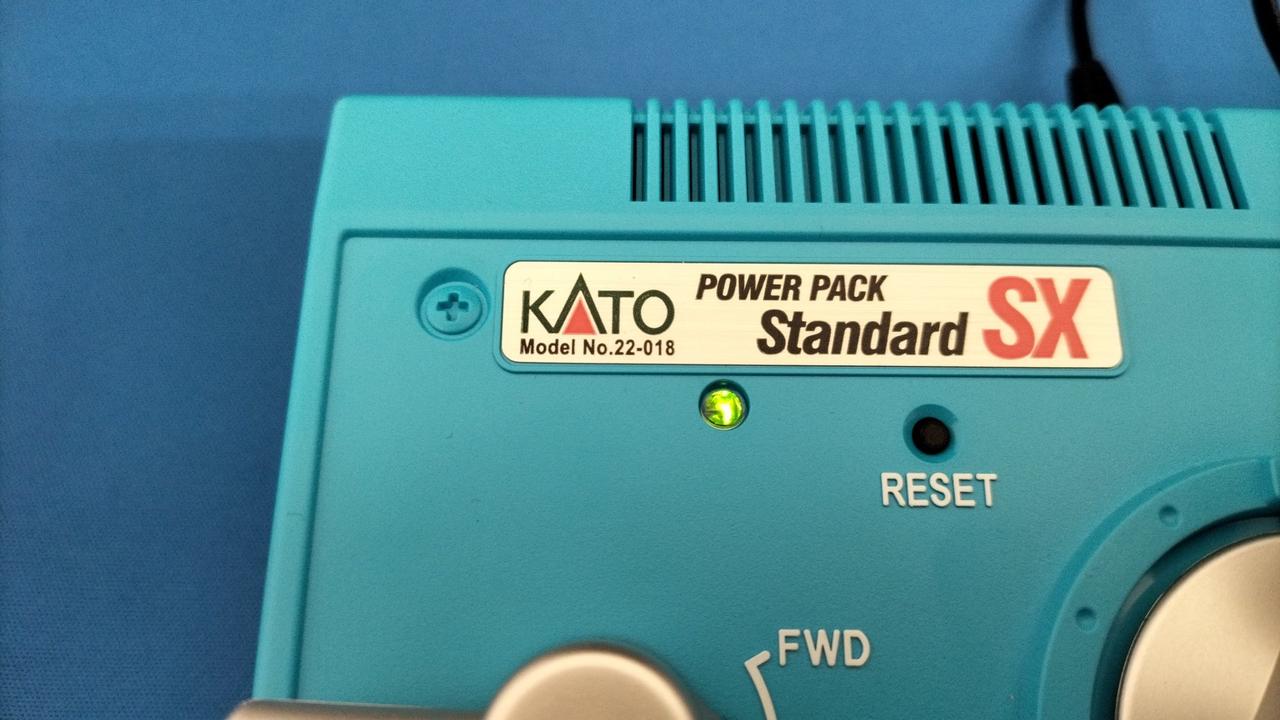 KATO
Model No.22-018
POWER PACK
Standard SX
RESET
FWD